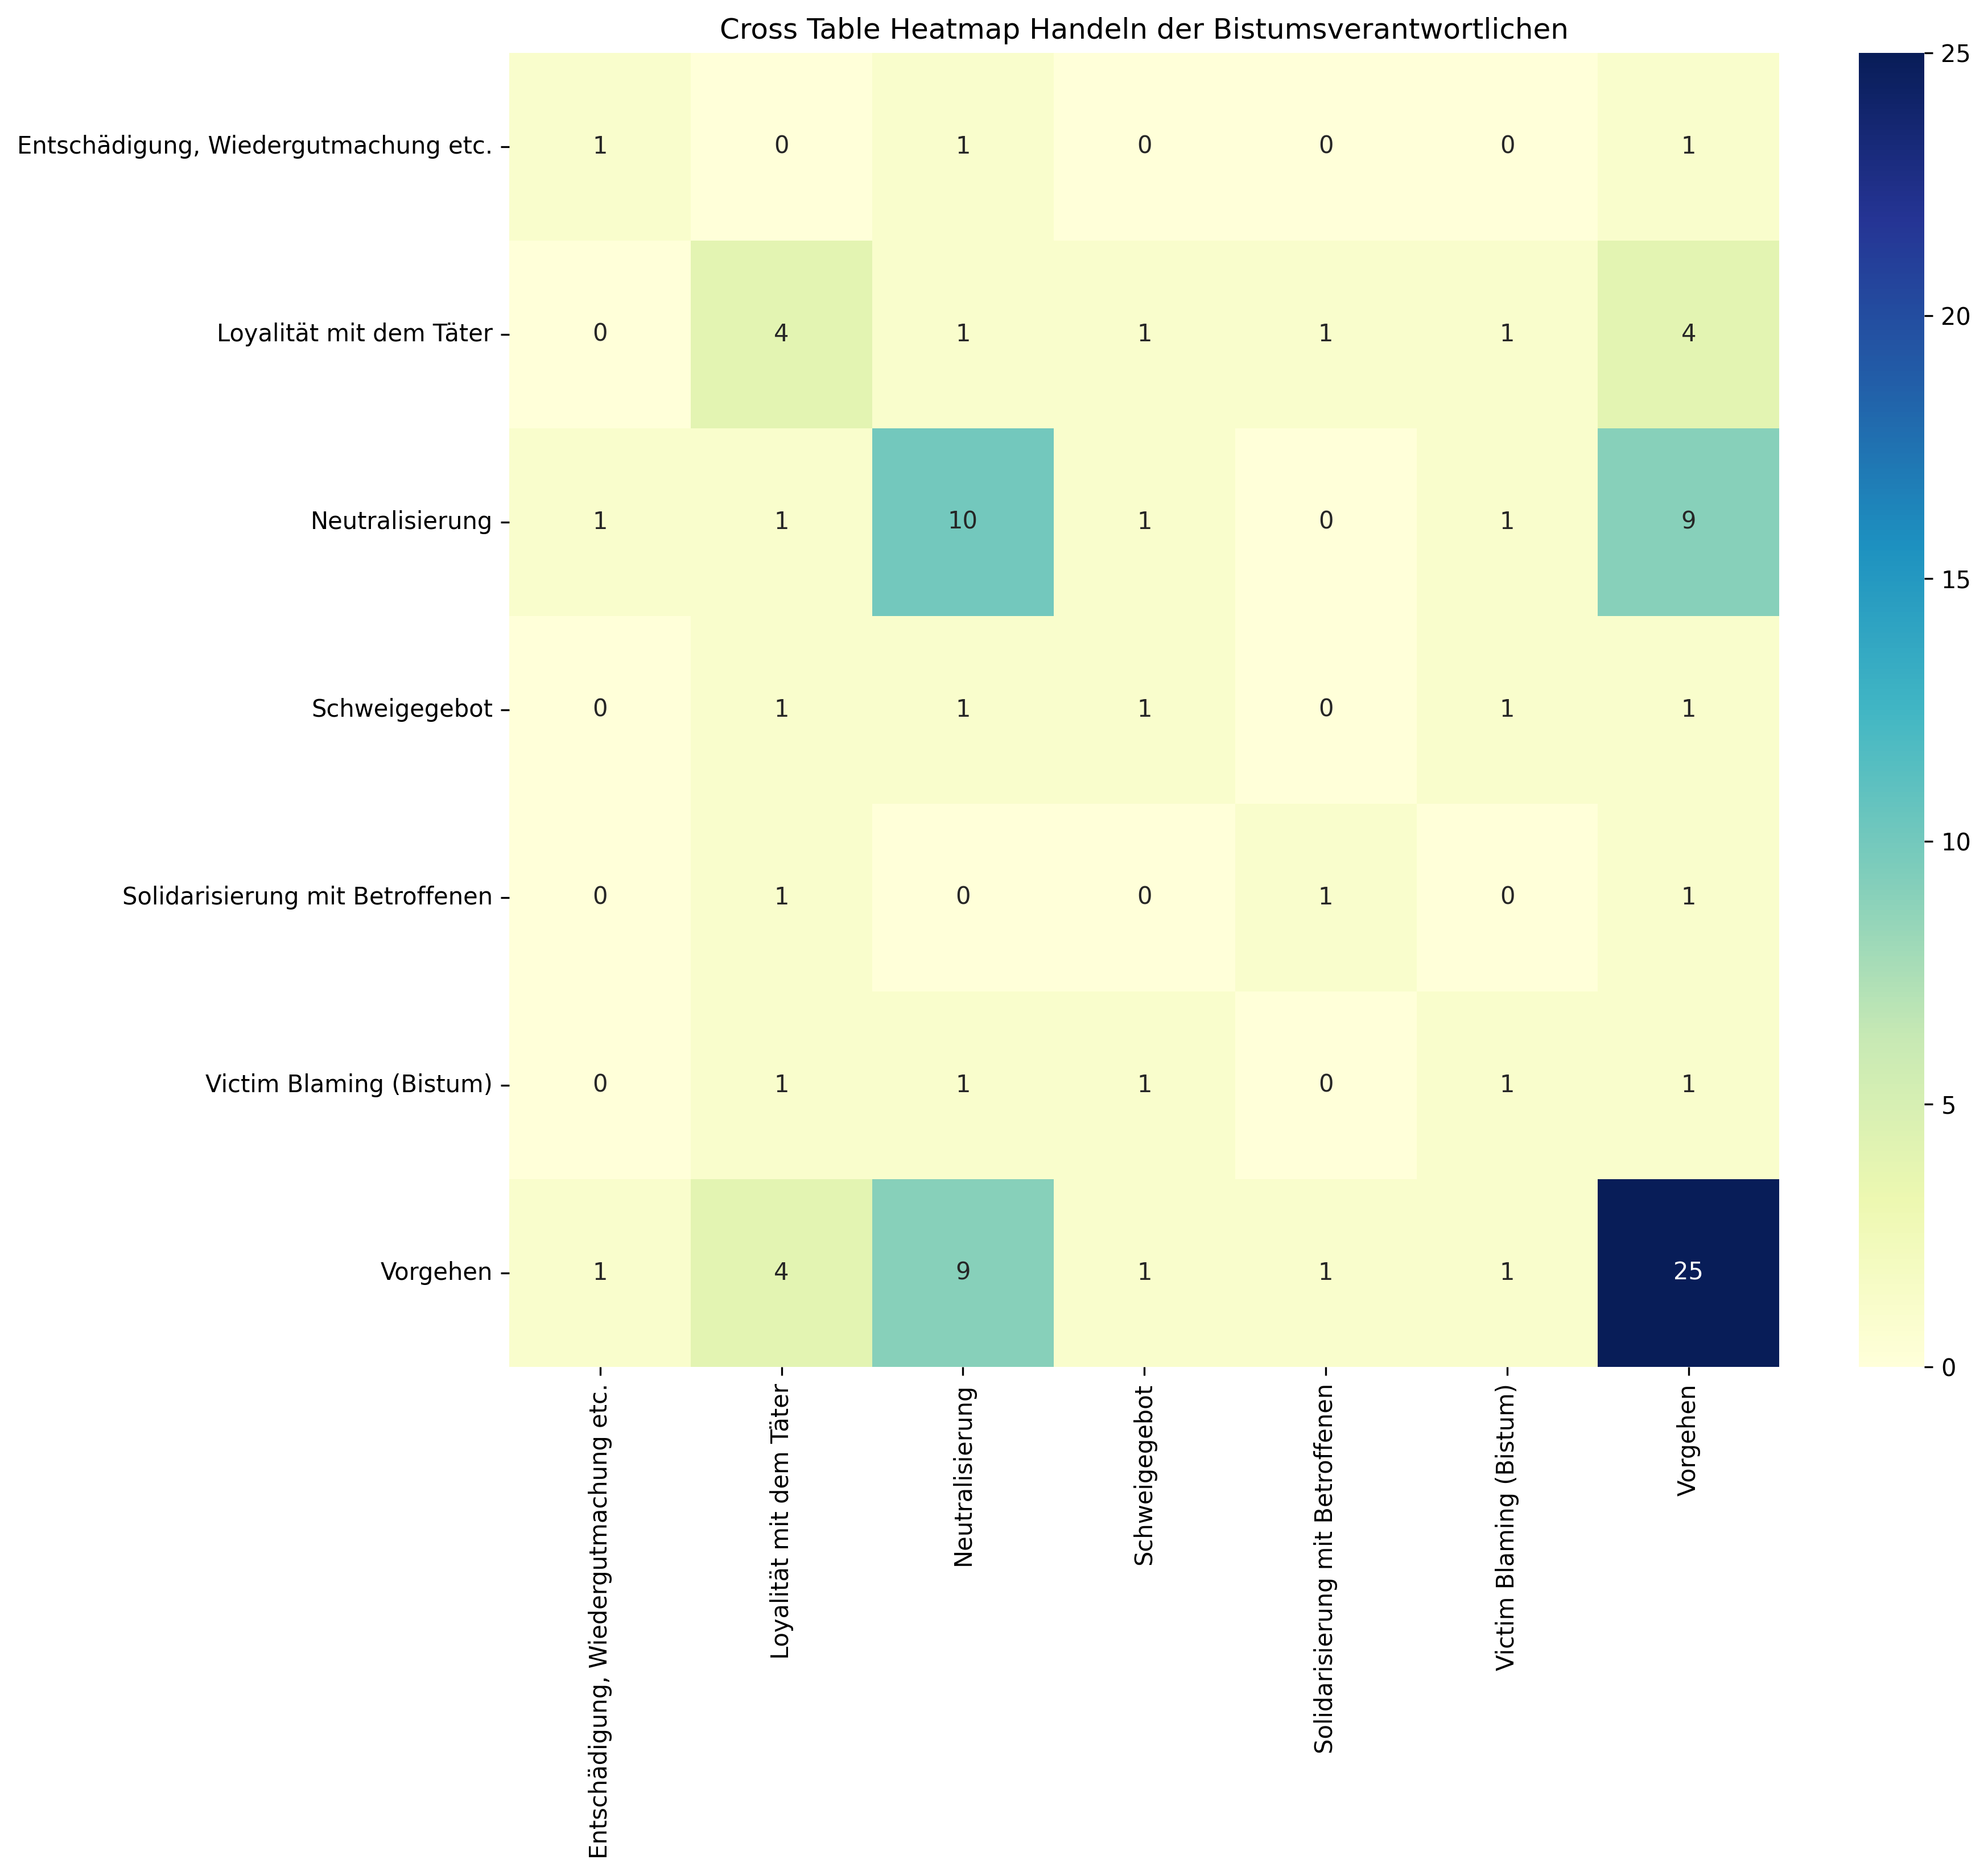 Cross Table Heatmap Handeln der Bistumsverantwortlichen
Entschädigung, Wiedergutmachung etc. 1 0 1 0 0 0 1
Loyalität mit dem Täter 0 4 1 1 1 1 4
Neutralisierung 1 1 10 1 0 1 9
Schweigegebot 0 1 1 1 0 1 1
Solidarisierung mit Betroffenen 0 1 0 0 1 0 1
Victim Blaming (Bistum) 0 1 1 1 0 1 1
Vorgehen 1 4 9 1 1 1 25
Entschädigung, Wiedergutmachung etc.
Loyalität mit dem Täter
Neutralisierung
Schweigegebot
Solidarisierung mit Betroffenen
Victim Blaming (Bistum)
Vorgehen
25
20
15
10
5
0